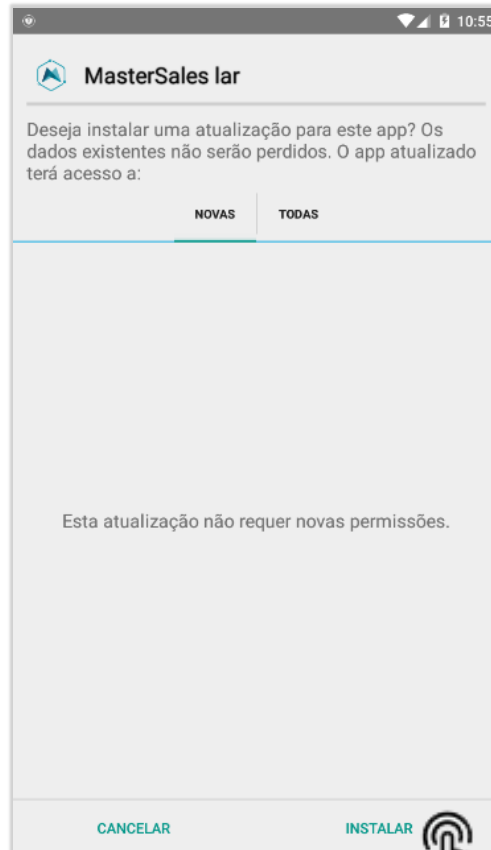 10:55
MasterSales lar
Deseja instalar uma atualização para este app? Os
dados existentes não serão perdidos. O app atualizado
terá acesso a:
NOVAS TODAS
Esta atualização não requer novas permissões.
CANCELAR INSTALAR